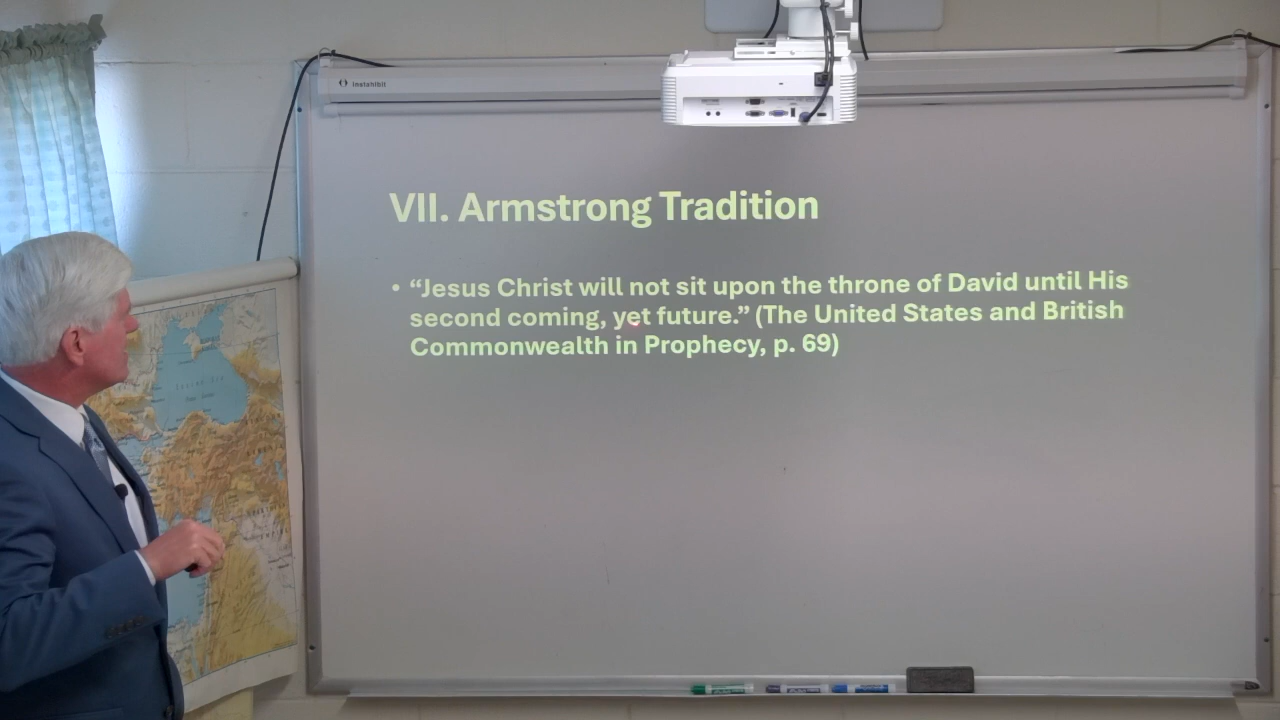 Instahibit
VII. Armstrong Tradition
• “Jesus Christ will not sit upon the throne of David until His
second coming, yet future.” (The United States and British
Commonwealth in Prophecy, p. 69)